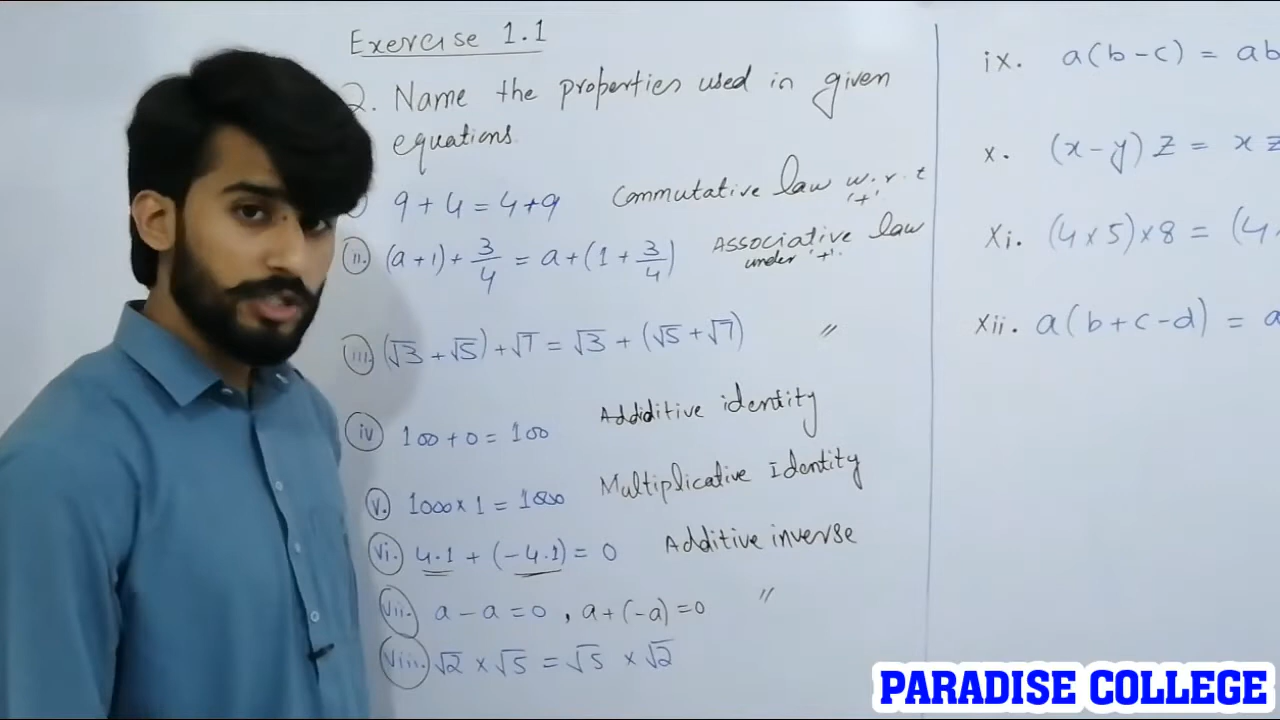 Exercise 1.1
2. Name the properties used in given
equations.
9 + 4 = 4+9 Commutative law w.r.t '+'
ii. (a+1) + 3/4 = a + (1 + 3/4) Associative law
under '+'.
iii. (√3 + √5) + √7 = √3 + (√5 + √7) 〃
iv 100 + 0 = 100 Addiditive identity
v. 1000 × 1 = 1000 Multiplicative Identity
vi. 4.1 + (-4.1) = 0 Additive inverse
vii. a - a = 0 , a + (-a) = 0 〃
viii. √2 × √5 = √5 × √2
ix. a(b-c) = ab
x. (x-y) z = xz
xi. (4×5)×8 = (4
xii. a(b+c-d) = a
PARADISE COLLEGE